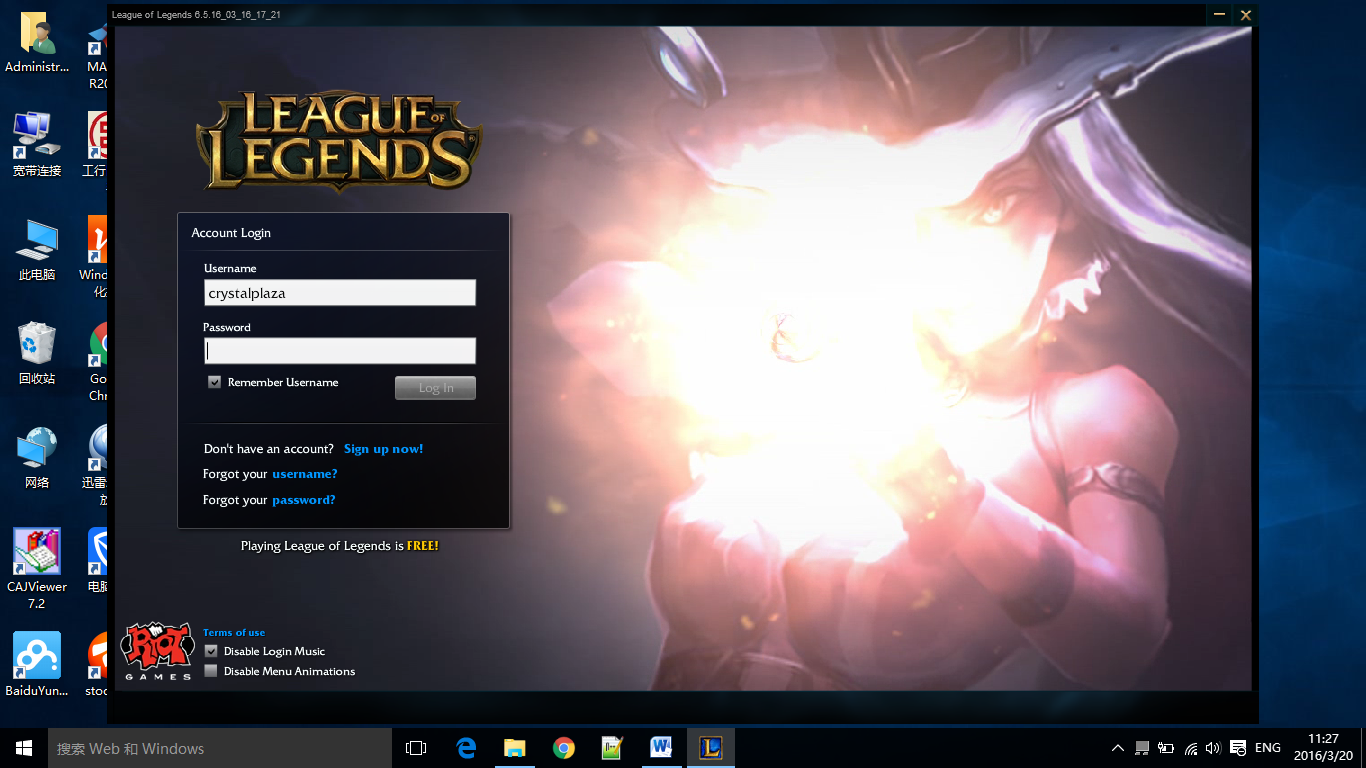 League of Legends 6.5.16_03_16_17_21
Administr...
MA
R20
宽带连接
工行
此电脑
Wind
化
回收站
Go
Chr
网络
迅雷
放
CAJViewer
7.2
电脑
BaiduYun...
stoc
LEAGUE OF
LEGENDS
Account Login
Username
crystalplaza
Password
Remember Username
Log In
Don't have an account? Sign up now!
Forgot your username?
Forgot your password?
Playing League of Legends is FREE!
RIOT
GAMES
Terms of use
Disable Login Music
Disable Menu Animations
搜索 Web 和 Windows
ENG
11:27
2016/3/20